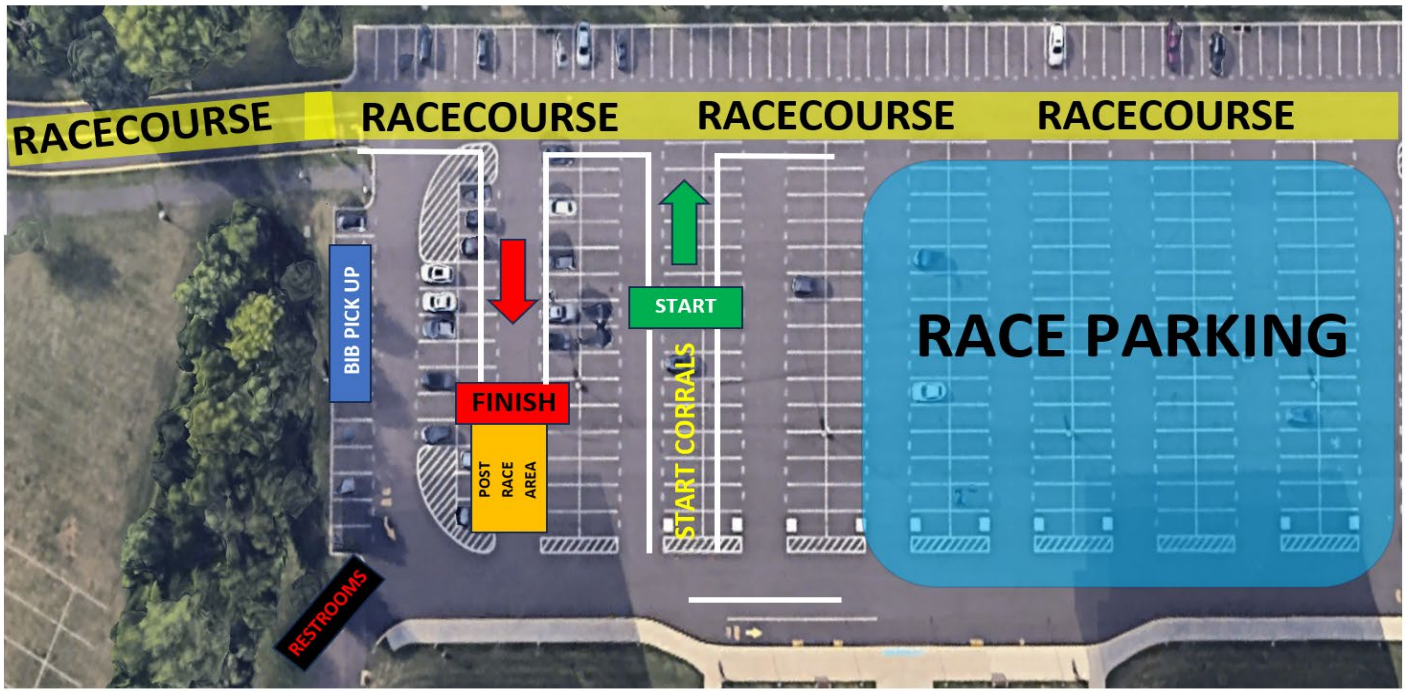 RACECOURSE
RACECOURSE
RACECOURSE
RACECOURSE
BIB PICK UP
START
RACE PARKING
FINISH
START CORRALS
POST
RACE
AREA
RESTROOMS